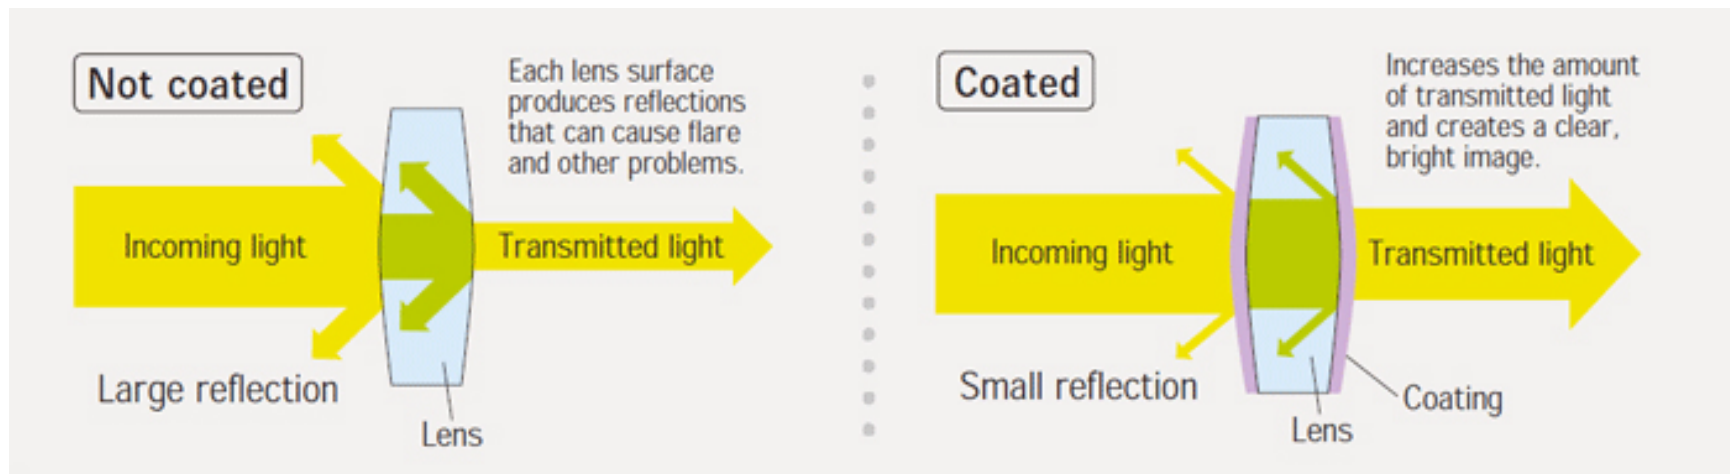 Not coated
Each lens surface
produces reflections
that can cause flare
and other problems.
Incoming light
Transmitted light
Large reflection
Lens
Coated
Increases the amount
of transmitted light
and creates a clear,
bright image.
Incoming light
Transmitted light
Small reflection
Coating
Lens